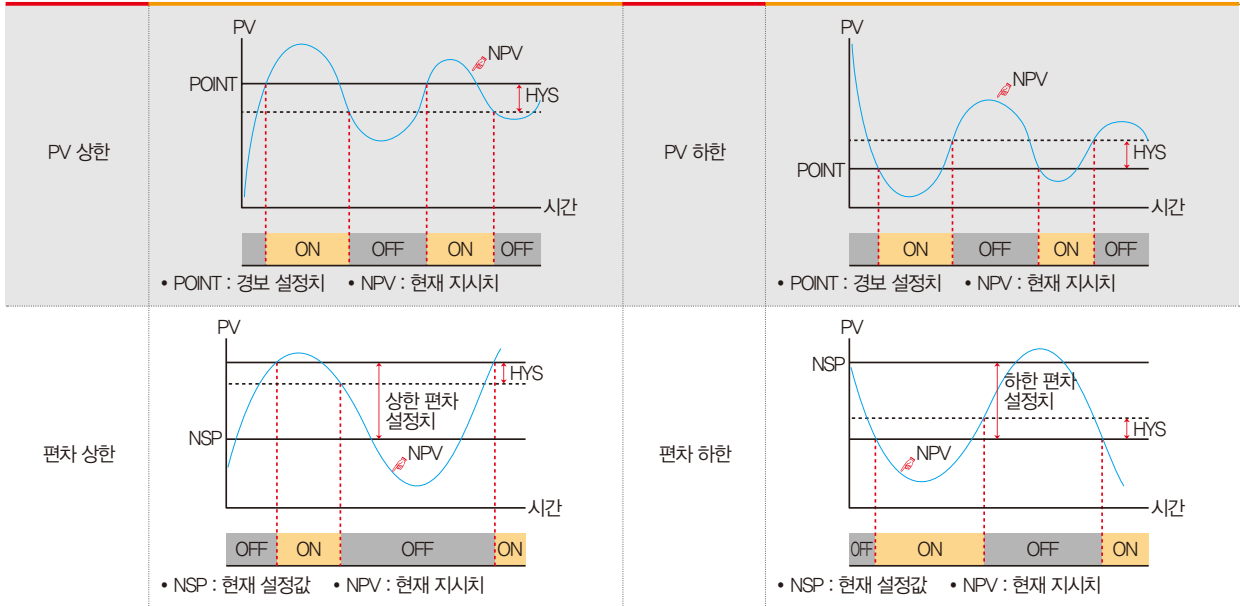 PV 상한
PV
POINT
NPV
HYS
시간
ON OFF ON OFF
• POINT : 경보 설정치 • NPV : 현재 지시치
PV 하한
PV
NPV
HYS
POINT
시간
ON OFF ON OFF
• POINT : 경보 설정치 • NPV : 현재 지시치
편차 상한
PV
HYS
상한 편차
설정치
NSP
NPV
시간
OFF ON OFF ON
• NSP : 현재 설정값 • NPV : 현재 지시치
편차 하한
PV
NSP
하한 편차
설정치
HYS
NPV
시간
OFF ON OFF ON
• NSP : 현재 설정값 • NPV : 현재 지시치